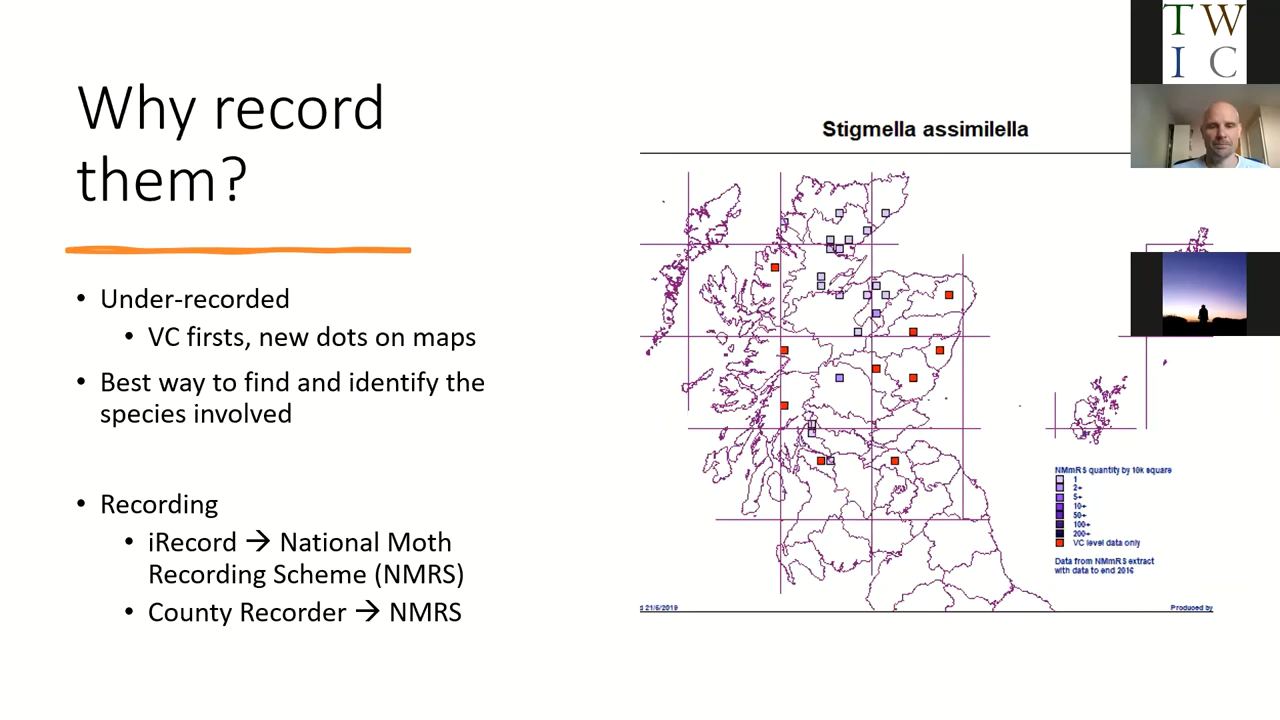 Why record
them?
• Under-recorded
• VC firsts, new dots on maps
• Best way to find and identify the
species involved
• Recording
• iRecord → National Moth
Recording Scheme (NMRS)
• County Recorder → NMRS
Stigmella assimilella
NMmRS quantity by 10k square
1
2+
5+
10+
50+
100+
200+
VC level data only
Data from NMmRS extract
with data to end 2016
21/6/2019
Produced by
T W
I C